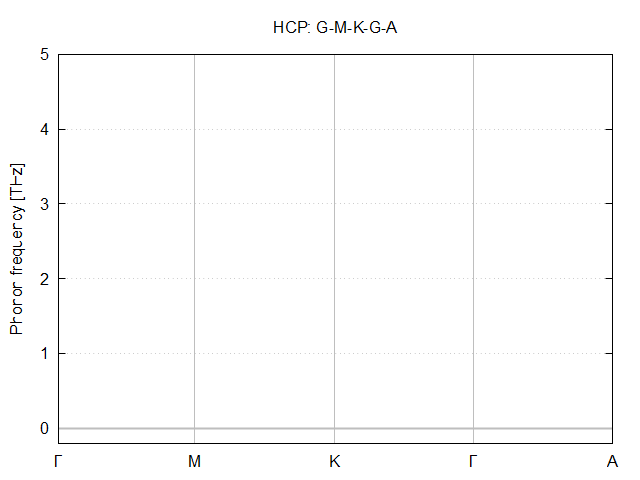 HCP: G-M-K-G-A
5
4
3
2
1
0
Phonon frequency [THz]
Γ M K Γ A